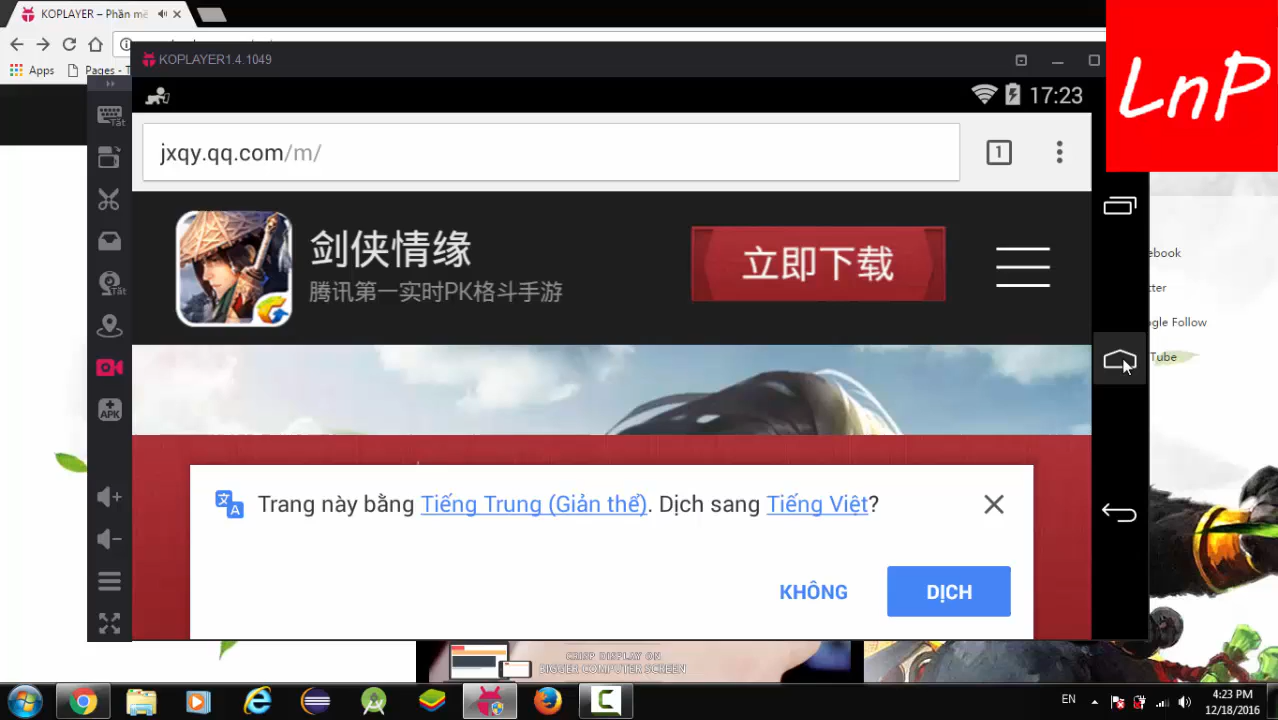 KOPLAYER – Phần mề
Apps
Pages - T
KOPLAYER1.4.1049
LnP
17:23
Tắt
jxqy.qq.com/m/
1
剑侠情缘
立即下载
腾讯第一实时PK格斗手游
ebook
tter
Tắt
gle Follow
Tube
APK
Trang này bằng Tiếng Trung (Giản thể). Dịch sang Tiếng Việt?
KHÔNG
DỊCH
CRISP DISPLAY ON
BIGGER COMPUTER SCREEN
EN
4:23 PM
12/18/2016